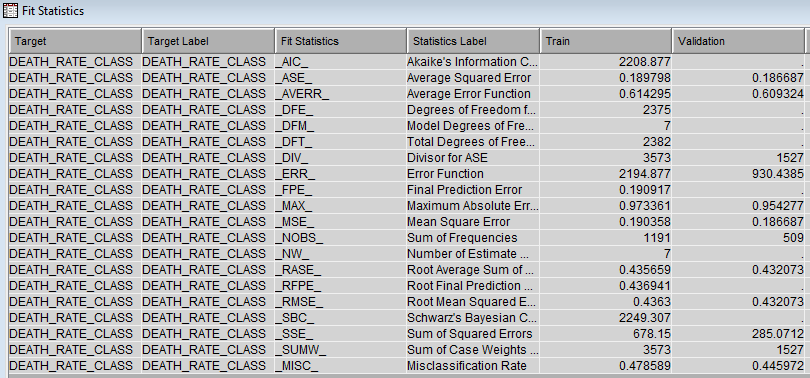 Fit Statistics
Target Target Label Fit Statistics Statistics Label Train Validation
DEATH_RATE_CLASS DEATH_RATE_CLASS _AIC_ Akaike's Information C... 2208.877 .
DEATH_RATE_CLASS DEATH_RATE_CLASS _ASE_ Average Squared Error 0.189798 0.186687
DEATH_RATE_CLASS DEATH_RATE_CLASS _AVERR_ Average Error Function 0.614295 0.609324
DEATH_RATE_CLASS DEATH_RATE_CLASS _DFE_ Degrees of Freedom f... 2375 .
DEATH_RATE_CLASS DEATH_RATE_CLASS _DFM_ Model Degrees of Fre... 7 .
DEATH_RATE_CLASS DEATH_RATE_CLASS _DFT_ Total Degrees of Free... 2382 .
DEATH_RATE_CLASS DEATH_RATE_CLASS _DIV_ Divisor for ASE 3573 1527
DEATH_RATE_CLASS DEATH_RATE_CLASS _ERR_ Error Function 2194.877 930.4385
DEATH_RATE_CLASS DEATH_RATE_CLASS _FPE_ Final Prediction Error 0.190917 .
DEATH_RATE_CLASS DEATH_RATE_CLASS _MAX_ Maximum Absolute Err... 0.973361 0.954277
DEATH_RATE_CLASS DEATH_RATE_CLASS _MSE_ Mean Square Error 0.190358 0.186687
DEATH_RATE_CLASS DEATH_RATE_CLASS _NOBS_ Sum of Frequencies 1191 509
DEATH_RATE_CLASS DEATH_RATE_CLASS _NW_ Number of Estimate ... 7 .
DEATH_RATE_CLASS DEATH_RATE_CLASS _RASE_ Root Average Sum of ... 0.435659 0.432073
DEATH_RATE_CLASS DEATH_RATE_CLASS _RFPE_ Root Final Prediction ... 0.436941 .
DEATH_RATE_CLASS DEATH_RATE_CLASS _RMSE_ Root Mean Squared E... 0.4363 0.432073
DEATH_RATE_CLASS DEATH_RATE_CLASS _SBC_ Schwarz's Bayesian C... 2249.307 .
DEATH_RATE_CLASS DEATH_RATE_CLASS _SSE_ Sum of Squared Errors 678.15 285.0712
DEATH_RATE_CLASS DEATH_RATE_CLASS _SUMW_ Sum of Case Weights ... 3573 1527
DEATH_RATE_CLASS DEATH_RATE_CLASS _MISC_ Misclassification Rate 0.478589 0.445972